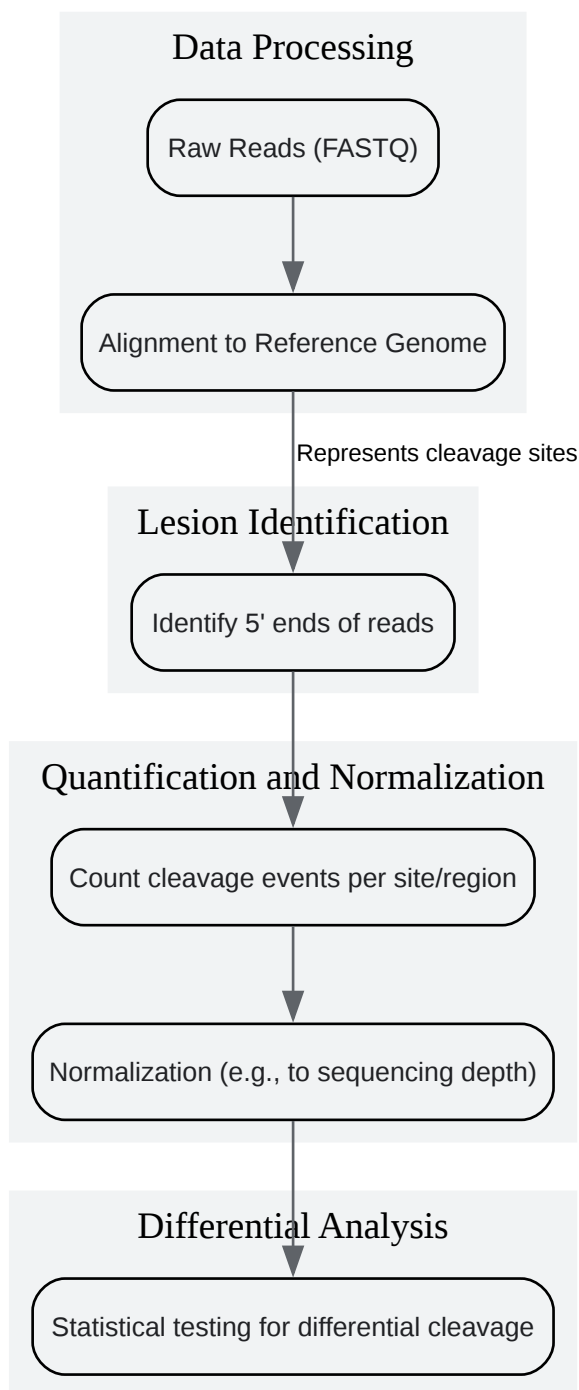 Data Processing
Raw Reads (FASTQ)
Alignment to Reference Genome
Represents cleavage sites
Lesion Identification
Identify 5' ends of reads
Quantification and Normalization
Count cleavage events per site/region
Normalization (e.g., to sequencing depth)
Differential Analysis
Statistical testing for differential cleavage